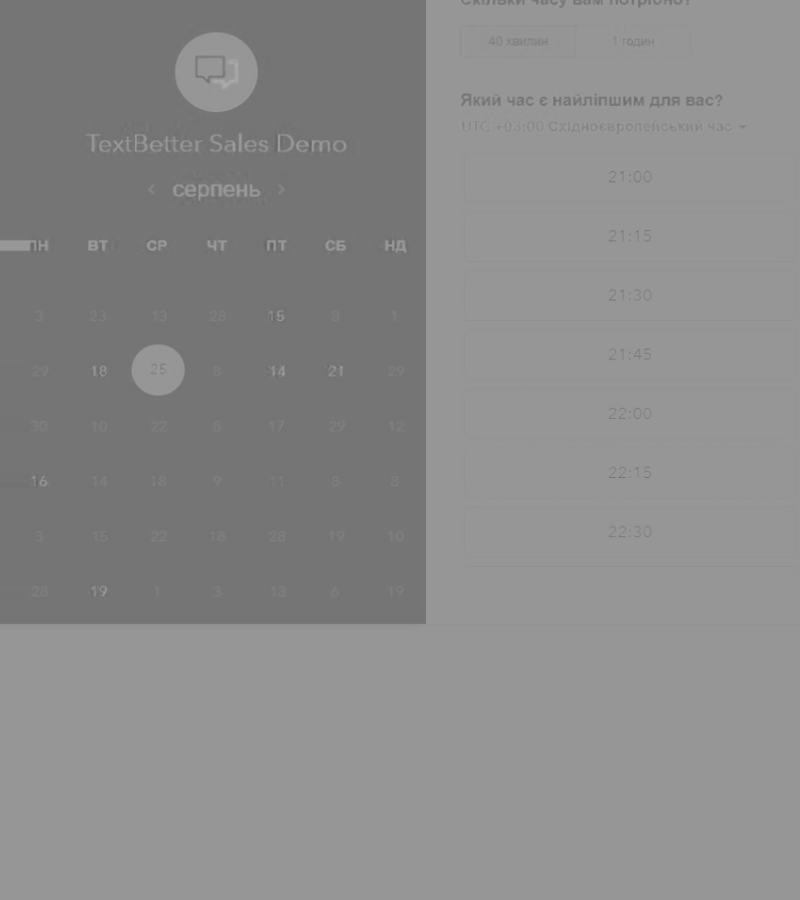 TextBetter Sales Demo
‹ серпень ›
ПН ВТ СР ЧТ ПТ СБ НД
3 23 13 28 15 8 1
29 18 25 8 14 21 29
30 10 22 5 17 29 12
16 14 18 9 11 8 8
3 15 22 18 28 19 10
28 19 1 3 13 6 19
Скільки часу вам потрібно?
40 хвилин 1 годин
Який час є найліпшим для вас?
UTC +03:00 Східноєвропейський час
21:00
21:15
21:30
21:45
22:00
22:15
22:30